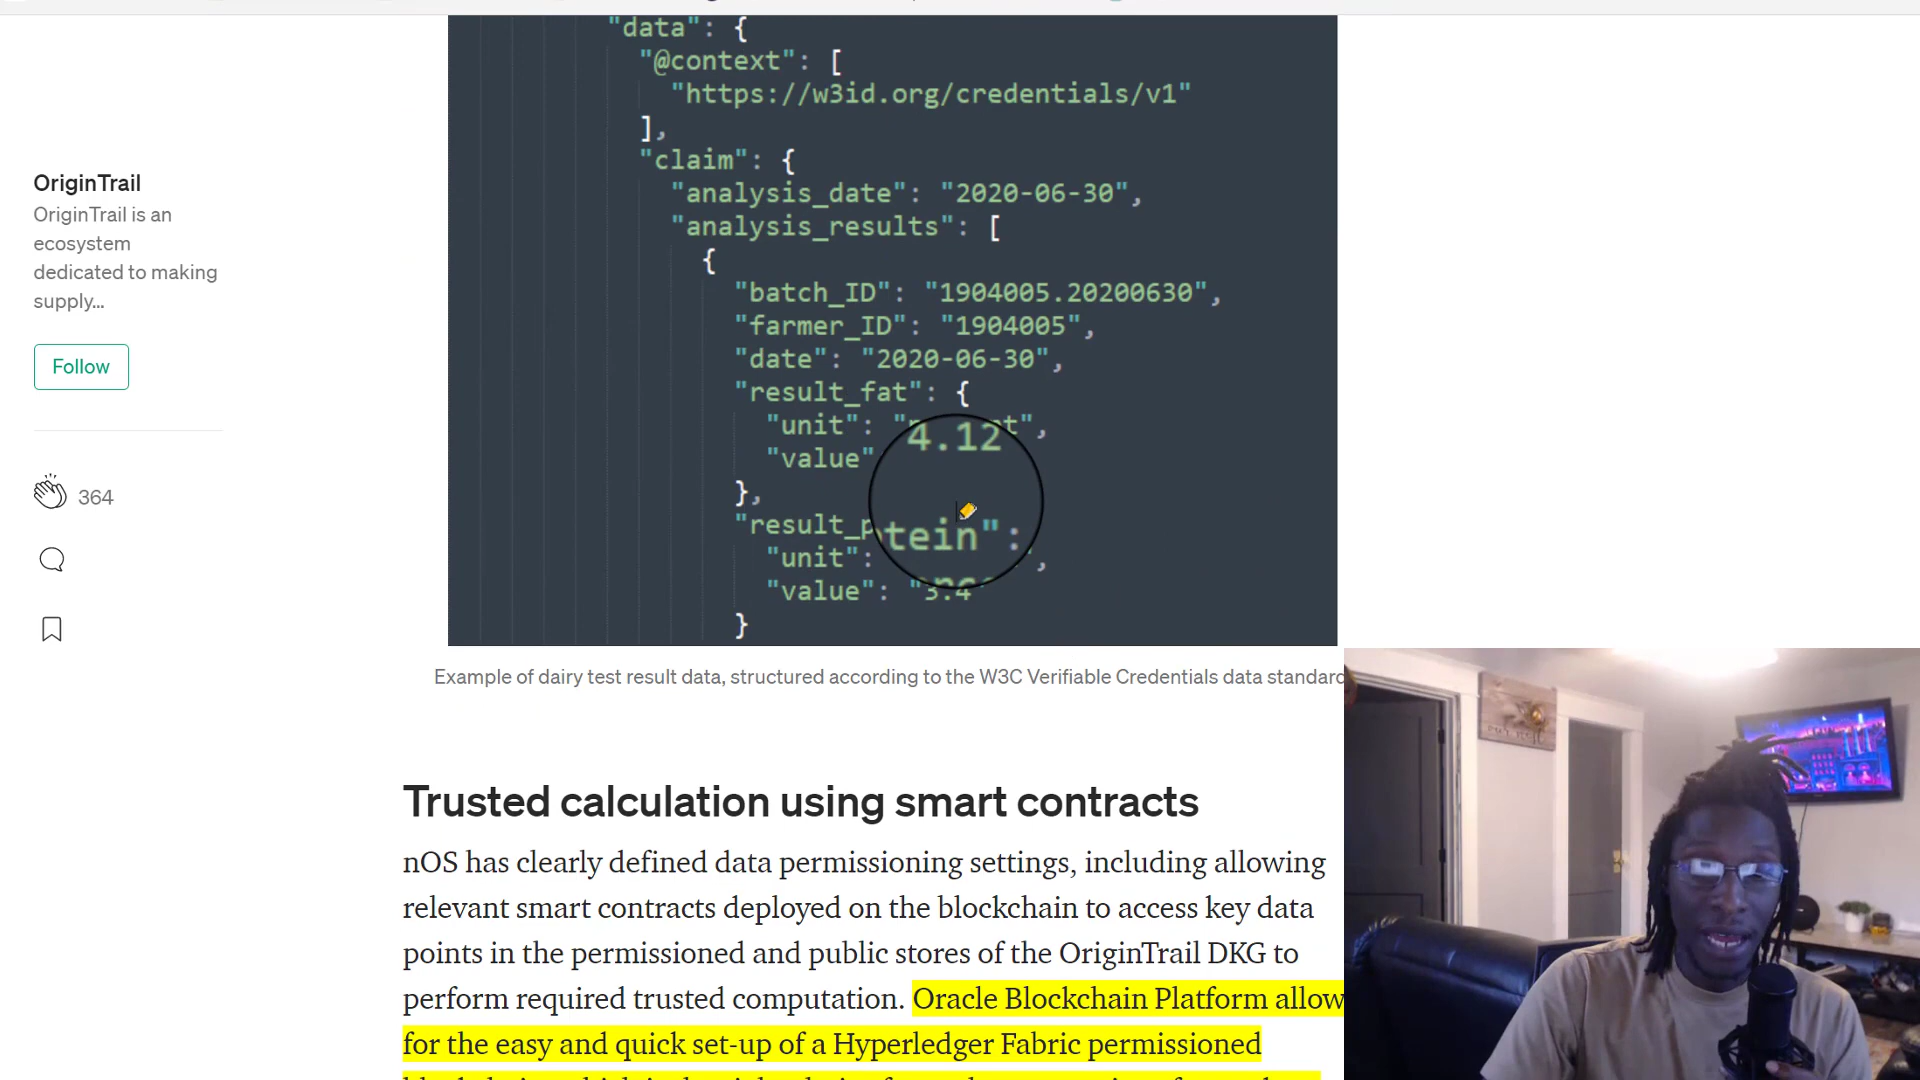 "data": {
"@context": [
"https://w3id.org/credentials/v1"
],
"claim": {
"analysis_date": "2020-06-30",
"analysis_results": [
{
"batch_ID": "1904005.20200630",
"farmer_ID": "1904005",
"date": "2020-06-30",
"result_fat": {
"unit":
"value" 4.12
},
"result_p tein":
"unit":
"value": "3.4"
}
OriginTrail
OriginTrail is an
ecosystem
dedicated to making
supply...
Follow
364
Example of dairy test result data, structured according to the W3C Verifiable Credentials data standard
Trusted calculation using smart contracts
nOS has clearly defined data permissioning settings, including allowing
relevant smart contracts deployed on the blockchain to access key data
points in the permissioned and public stores of the OriginTrail DKG to
perform required trusted computation. Oracle Blockchain Platform allow
for the easy and quick set-up of a Hyperledger Fabric permissioned